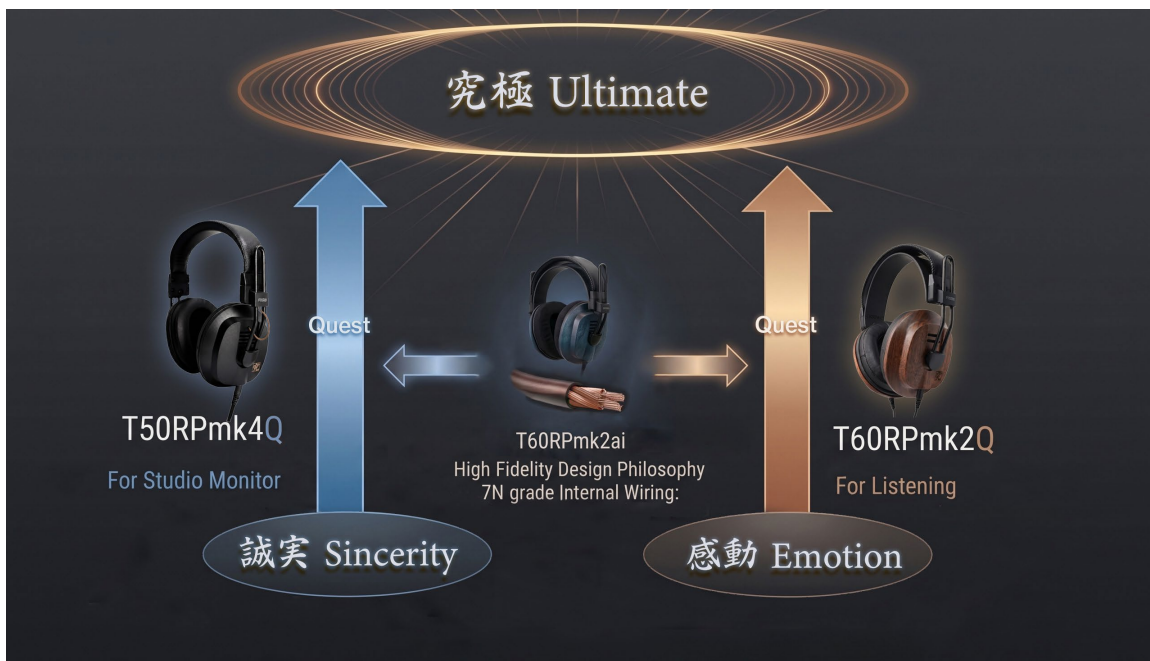 究極 Ultimate
Quest
Quest
T50RPmk4Q
For Studio Monitor
T60RPmk2ai
High Fidelity Design Philosophy
7N grade Internal Wiring:
T60RPmk2Q
For Listening
誠実 Sincerity
感動 Emotion